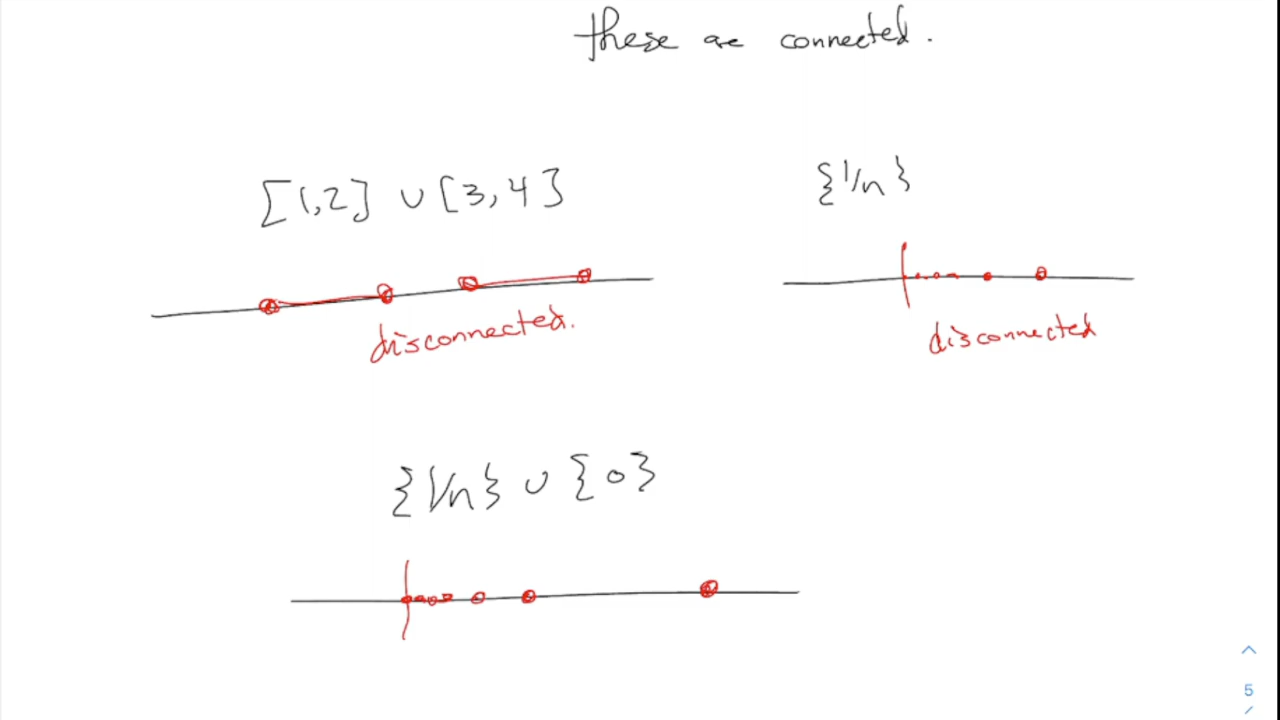 these are connected.
[1,2] ∪ [3,4]
{1/n}
disconnected.
disconnected
{1/n} ∪ {0}
5